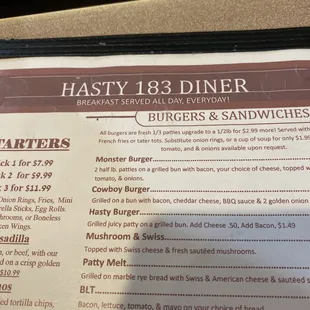 HASTY 183 DINER
BREAKFAST SERVED ALL DAY, EVERYDAY!
BURGERS & SANDWICHES
All burgers are fresh 1/3 patties upgrade to a 1/2lb for $2.99 more! Served with
French fries or tater tots. Substitute onion rings, or a cup of soup for only $1.99
tomato, and onions available upon request.
Monster Burger
2 half lb. patties on a grilled bun with bacon, your choice of cheese, topped w
tomato, & onions.
Cowboy Burger
Grilled on a bun with bacon, cheddar cheese, BBQ sauce & 2 golden onion
Hasty Burger
Grilled juicy patty on a grilled bun. Add Cheese .50, Add Bacon, $1.49
Mushroom & Swiss
Topped with Swiss cheese & fresh sautéed mushrooms.
Patty Melt
Grilled on marble rye bread with Swiss & American cheese & sautéed
BLT
Bacon, lettuce, tomato, & mayo on your choice of bread
TARTERS
ck 1 for $7.99
ck 2 for $9.99
k 3 for $11.99
Onion Rings, Fries, Mini
rella Sticks, Egg Rolls,
hrooms, or Boneless
en Wings.
sadilla
n, or beef, with our
d on a crisp golden
$10.99
hos
led tortilla chips,